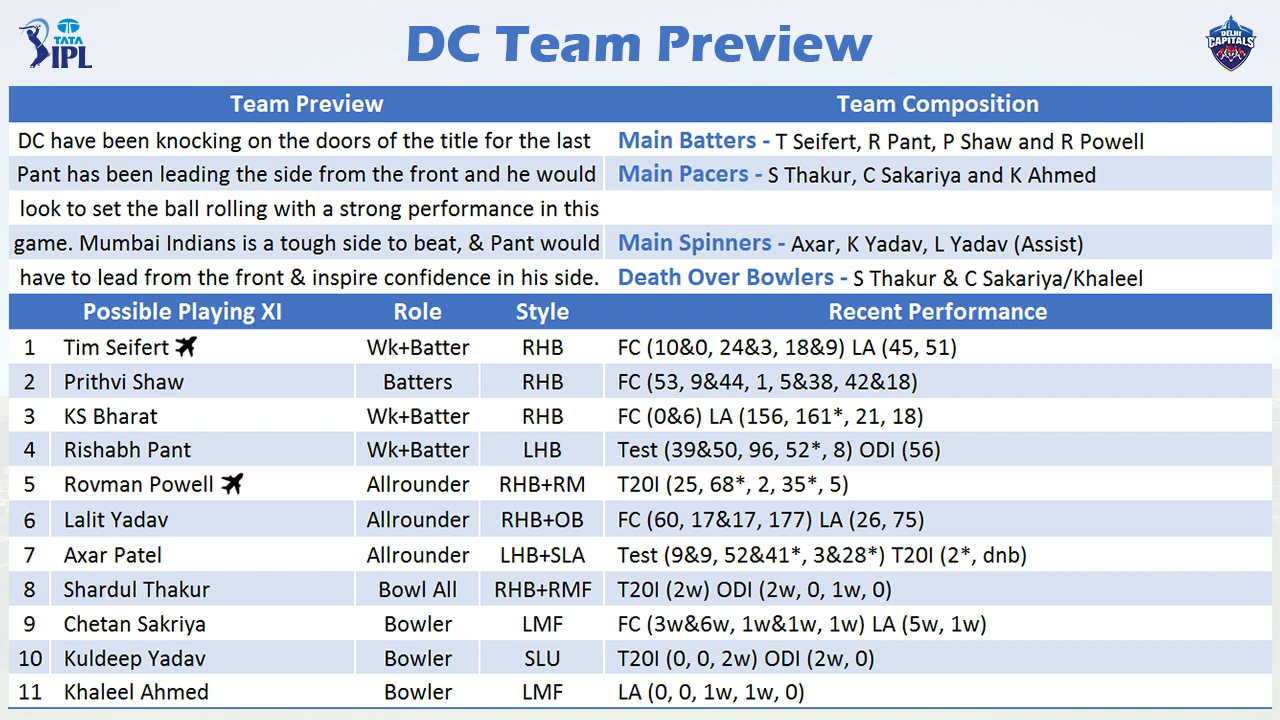 TATA
IPL
DC Team Preview
DELHI
CAPITALS
Team Preview Team Composition
DC have been knocking on the doors of the title for the last Main Batters - T Seifert, R Pant, P Shaw and R Powell
Pant has been leading the side from the front and he would Main Pacers - S Thakur, C Sakariya and K Ahmed
look to set the ball rolling with a strong performance in this
game. Mumbai Indians is a tough side to beat, & Pant would Main Spinners - Axar, K Yadav, L Yadav (Assist)
have to lead from the front & inspire confidence in his side. Death Over Bowlers - S Thakur & C Sakariya/Khaleel
Possible Playing XI Role Style Recent Performance
1 Tim Seifert Wk+Batter RHB FC (10&0, 24&3, 18&9) LA (45, 51)
2 Prithvi Shaw Batters RHB FC (53, 9&44, 1, 5&38, 42&18)
3 KS Bharat Wk+Batter RHB FC (0&6) LA (156, 161*, 21, 18)
4 Rishabh Pant Wk+Batter LHB Test (39&50, 96, 52*, 8) ODI (56)
5 Rovman Powell Allrounder RHB+RM T20I (25, 68*, 2, 35*, 5)
6 Lalit Yadav Allrounder RHB+OB FC (60, 17&17, 177) LA (26, 75)
7 Axar Patel Allrounder LHB+SLA Test (9&9, 52&41*, 3&28*) T20I (2*, dnb)
8 Shardul Thakur Bowl All RHB+RMF T20I (2w) ODI (2w, 0, 1w, 0)
9 Chetan Sakriya Bowler LMF FC (3w&6w, 1w&1w, 1w) LA (5w, 1w)
10 Kuldeep Yadav Bowler SLU T20I (0, 0, 2w) ODI (2w, 0)
11 Khaleel Ahmed Bowler LMF LA (0, 0, 1w, 1w, 0)